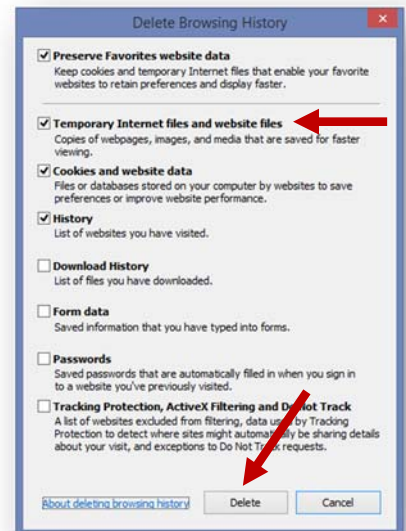 Delete Browsing History
Preserve Favorites website data
Keep cookies and temporary Internet files that enable your favorite
websites to retain preferences and display faster.
Temporary Internet files and website files
Copies of webpages, images, and media that are saved for faster
viewing.
Cookies and website data
Files or databases stored on your computer by websites to save
preferences or improve website performance.
History
List of websites you have visited.
Download History
List of files you have downloaded.
Form data
Saved information that you have typed into forms.
Passwords
Saved passwords that are automatically filled in when you sign in
to a website you've previously visited.
Tracking Protection, ActiveX Filtering and Do Not Track
A list of websites excluded from filtering, data used by Tracking
Protection to detect where sites might automatically be sharing details
about your visit, and exceptions to Do Not Track requests.
About deleting browsing history
Delete
Cancel